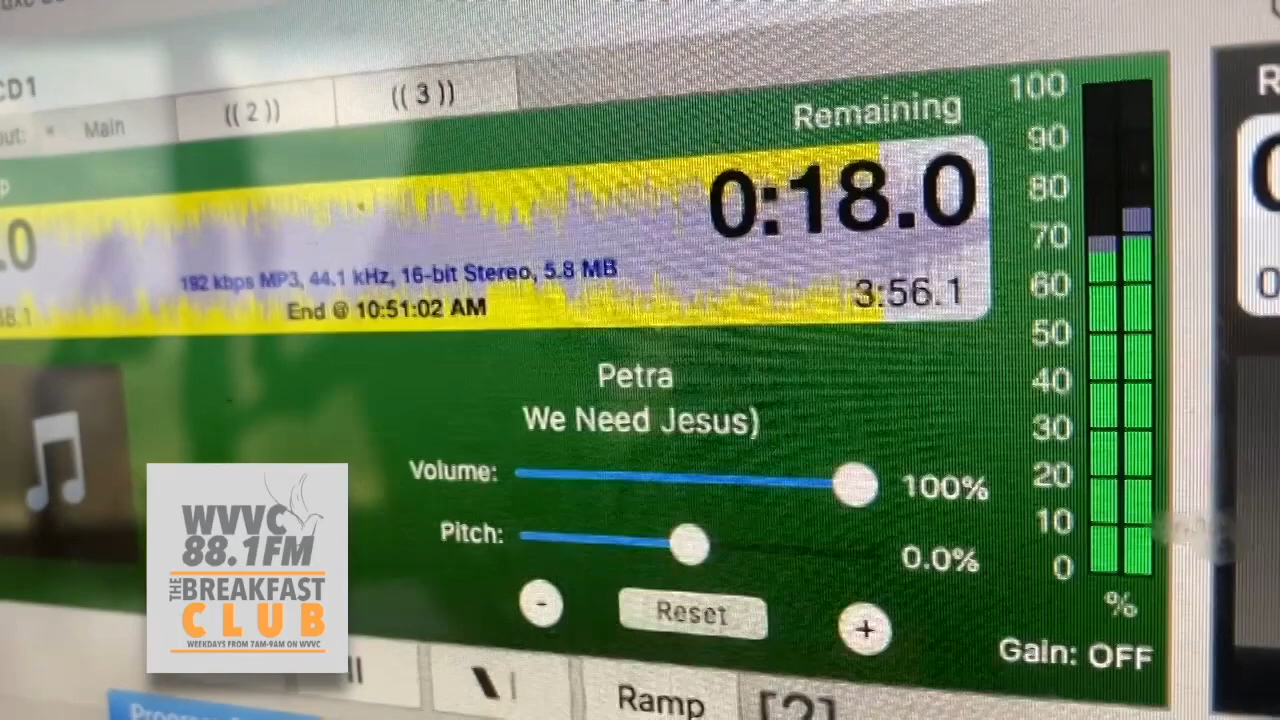 CD1
Main
(( 2 ))
(( 3 ))
Remaining
0:18.0
192 kbps MP3, 44.1 kHz, 16-bit Stereo, 5.8 MB
End @ 10:51:02 AM
3:56.1
Petra
We Need Jesus)
Volume:
100%
Pitch:
0.0%
-
Reset
+
100
90
80
70
60
50
40
30
20
10
0
%
Gain: OFF
Ramp
WVVC
88.1FM
THE BREAKFAST
CLUB
WEEKDAYS FROM 7AM-9AM ON WVVC